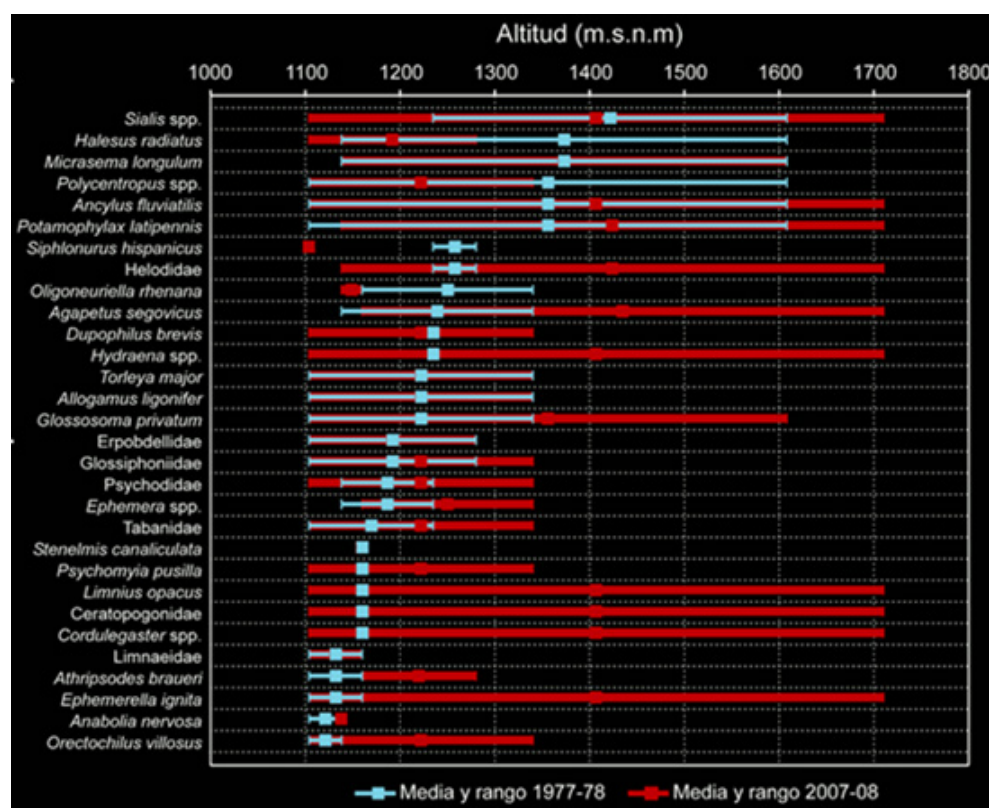 Altitud (m.s.n.m)
1000 1100 1200 1300 1400 1500 1600 1700 1800
Sialis spp.
Halesus radiatus
Micrasema longulum
Polycentropus spp.
Ancylus fluviatilis
Potamophylax latipennis
Siphlonurus hispanicus
Helodidae
Oligoneuriella rhenana
Agapetus segovicus
Dupophilus brevis
Hydraena spp.
Torleya major
Allogamus ligonifer
Glossosoma privatum
Erpobdellidae
Glossiphoniidae
Psychodidae
Ephemera spp.
Tabanidae
Stenelmis canaliculata
Psychomyia pusilla
Limnius opacus
Ceratopogonidae
Cordulegaster spp.
Limnaeidae
Athripsodes braueri
Ephemerella ignita
Anabolia nervosa
Orectochilus villosus
Media y rango 1977-78 Media y rango 2007-08